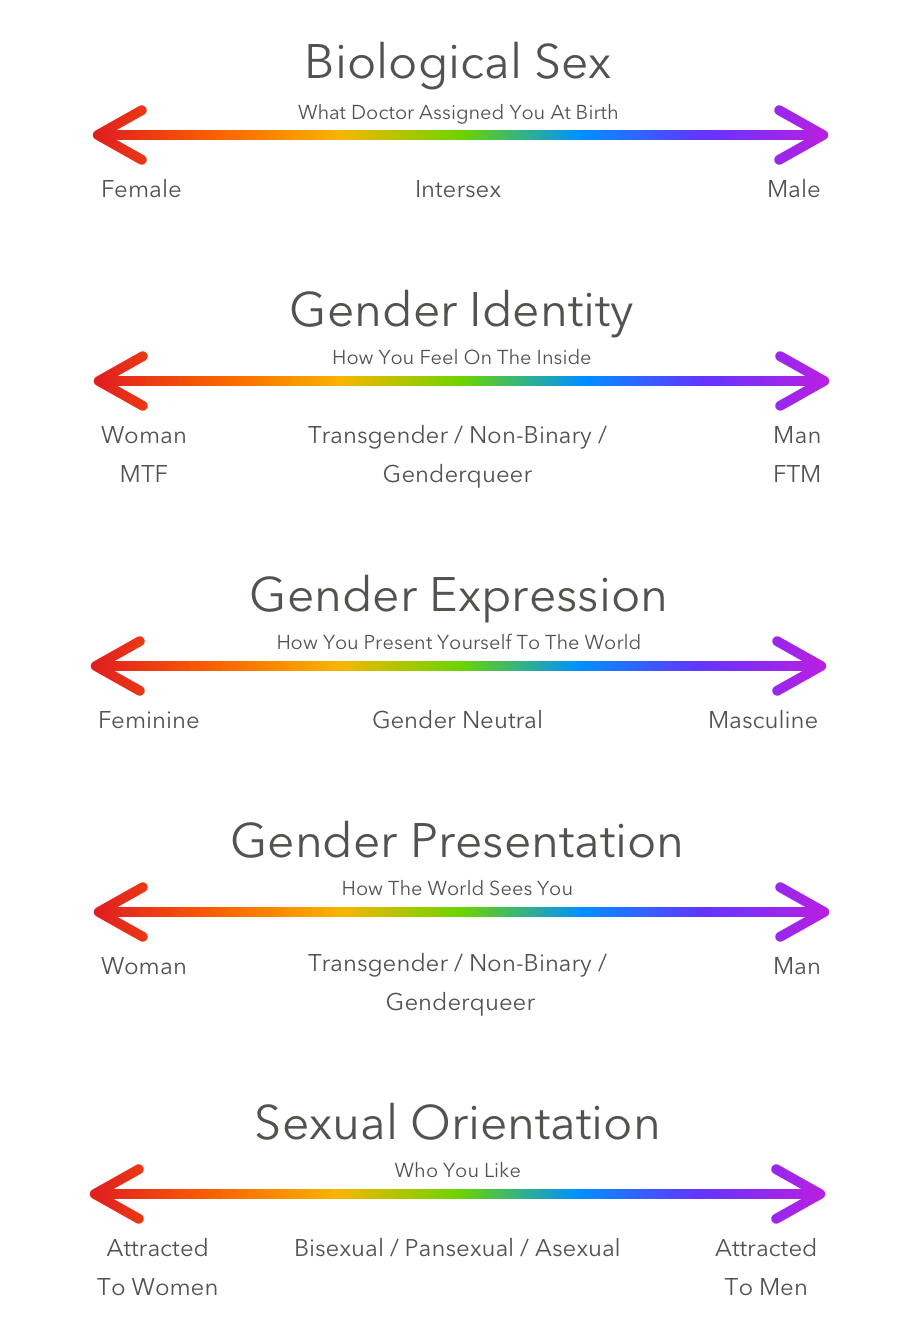 Biological Sex
What Doctor Assigned You At Birth
Female Intersex Male
Gender Identity
How You Feel On The Inside
Woman Transgender / Non-Binary / Man
MTF Genderqueer FTM
Gender Expression
How You Present Yourself To The World
Feminine Gender Neutral Masculine
Gender Presentation
How The World Sees You
Woman Transgender / Non-Binary / Man
Genderqueer
Sexual Orientation
Who You Like
Attracted Bisexual / Pansexual / Asexual Attracted
To Women To Men